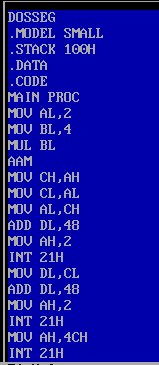 DOSSEG
.MODEL SMALL
.STACK 100H
.DATA
.CODE
MAIN PROC
MOV AL,2
MOV BL,4
MUL BL
AAM
MOV CH,AH
MOV CL,AL
MOV AL,CH
ADD DL,48
MOV AH,2
INT 21H
MOV DL,CL
ADD DL,48
MOV AH,2
INT 21H
MOV AH,4CH
INT 21H